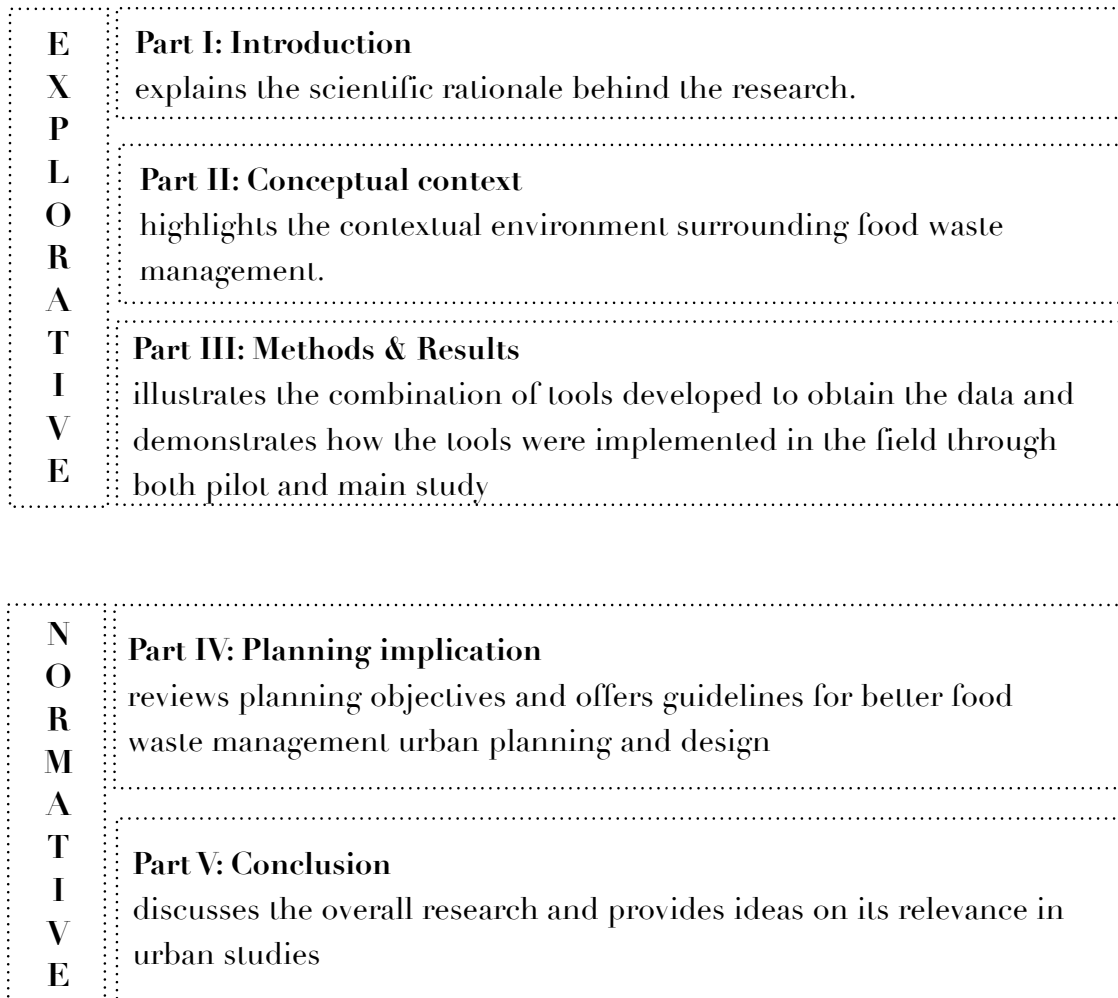 EXPLORATIVE
Part I: Introduction
explains the scientific rationale behind the research.
Part II: Conceptual context
highlights the contextual environment surrounding food waste
management.
Part III: Methods & Results
illustrates the combination of tools developed to obtain the data and
demonstrates how the tools were implemented in the field through
both pilot and main study
NORMATIVE
Part IV: Planning implication
reviews planning objectives and offers guidelines for better food
waste management urban planning and design
Part V: Conclusion
discusses the overall research and provides ideas on its relevance in
urban studies